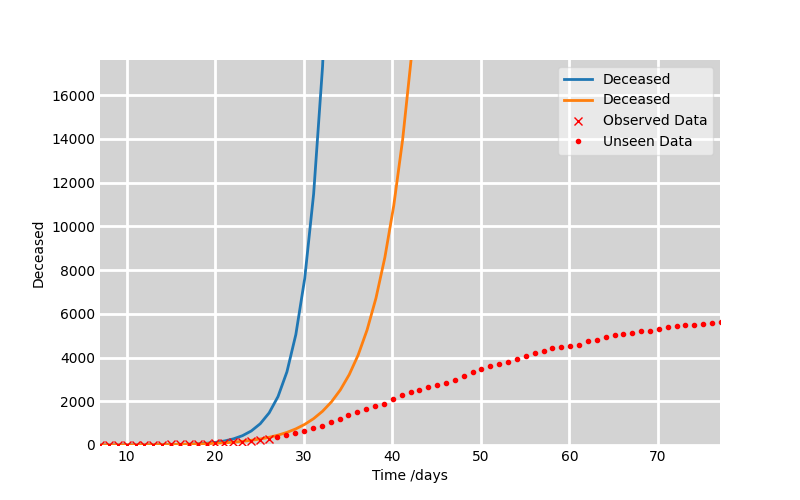 16000
14000
12000
10000
8000
6000
4000
2000
0
10 20 30 40 50 60 70
Deceased
Time /days
Deceased
Deceased
Observed Data
Unseen Data